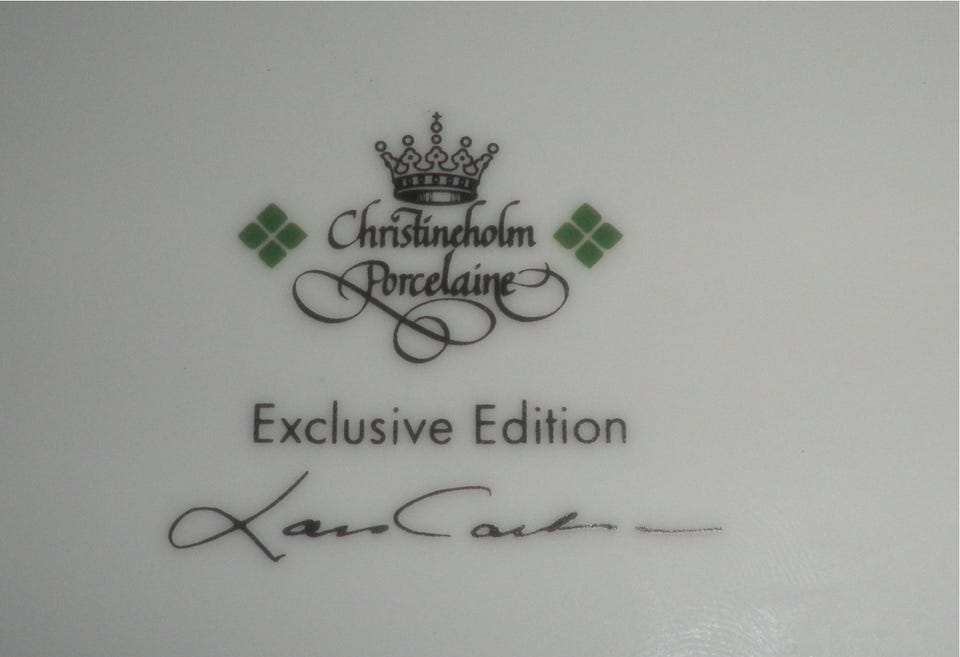 Christineholm
Porcelaine
Exclusive Edition